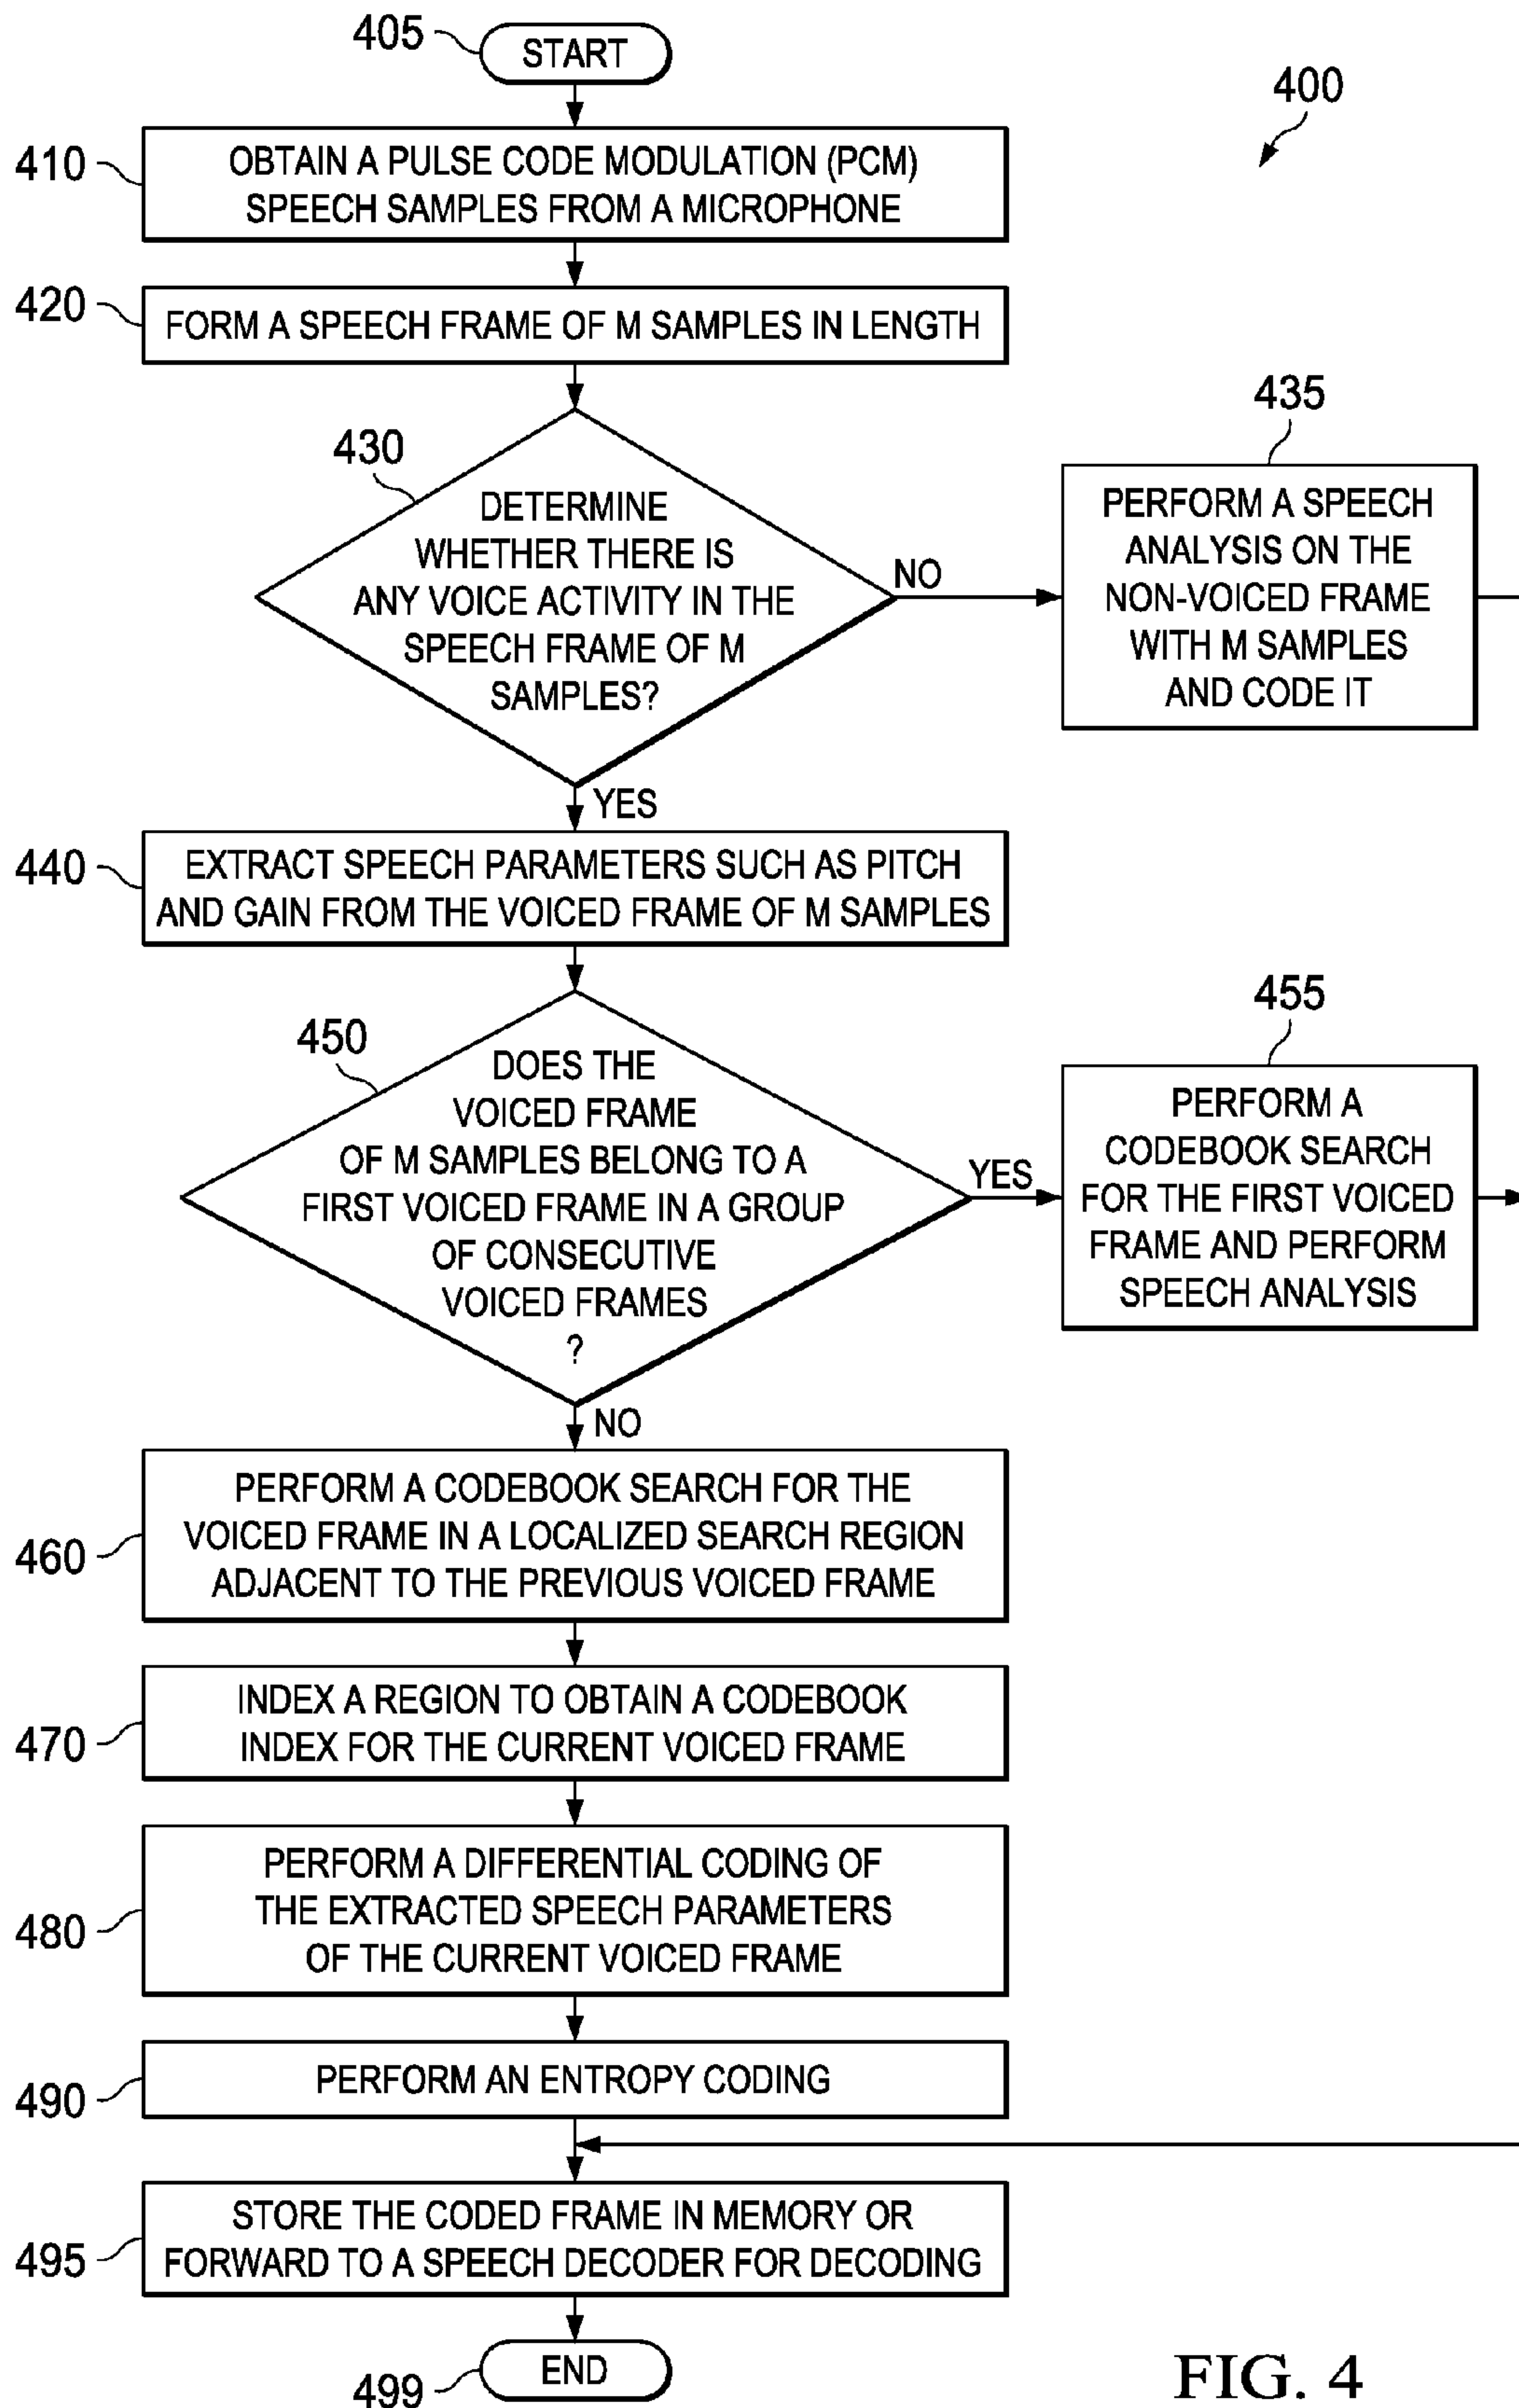 405
START
400
410
OBTAIN A PULSE CODE MODULATION (PCM)
SPEECH SAMPLES FROM A MICROPHONE
420
FORM A SPEECH FRAME OF M SAMPLES IN LENGTH
430
DETERMINE
WHETHER THERE IS
ANY VOICE ACTIVITY IN THE
SPEECH FRAME OF M
SAMPLES?
NO
435
PERFORM A SPEECH
ANALYSIS ON THE
NON-VOICED FRAME
WITH M SAMPLES
AND CODE IT
YES
440
EXTRACT SPEECH PARAMETERS SUCH AS PITCH
AND GAIN FROM THE VOICED FRAME OF M SAMPLES
450
DOES THE
VOICED FRAME
OF M SAMPLES BELONG TO A
FIRST VOICED FRAME IN A GROUP
OF CONSECUTIVE
VOICED FRAMES
?
YES
455
PERFORM A
CODEBOOK SEARCH
FOR THE FIRST VOICED
FRAME AND PERFORM
SPEECH ANALYSIS
NO
460
PERFORM A CODEBOOK SEARCH FOR THE
VOICED FRAME IN A LOCALIZED SEARCH REGION
ADJACENT TO THE PREVIOUS VOICED FRAME
470
INDEX A REGION TO OBTAIN A CODEBOOK
INDEX FOR THE CURRENT VOICED FRAME
480
PERFORM A DIFFERENTIAL CODING OF
THE EXTRACTED SPEECH PARAMETERS
OF THE CURRENT VOICED FRAME
490
PERFORM AN ENTROPY CODING
495
STORE THE CODED FRAME IN MEMORY OR
FORWARD TO A SPEECH DECODER FOR DECODING
499
END
FIG. 4